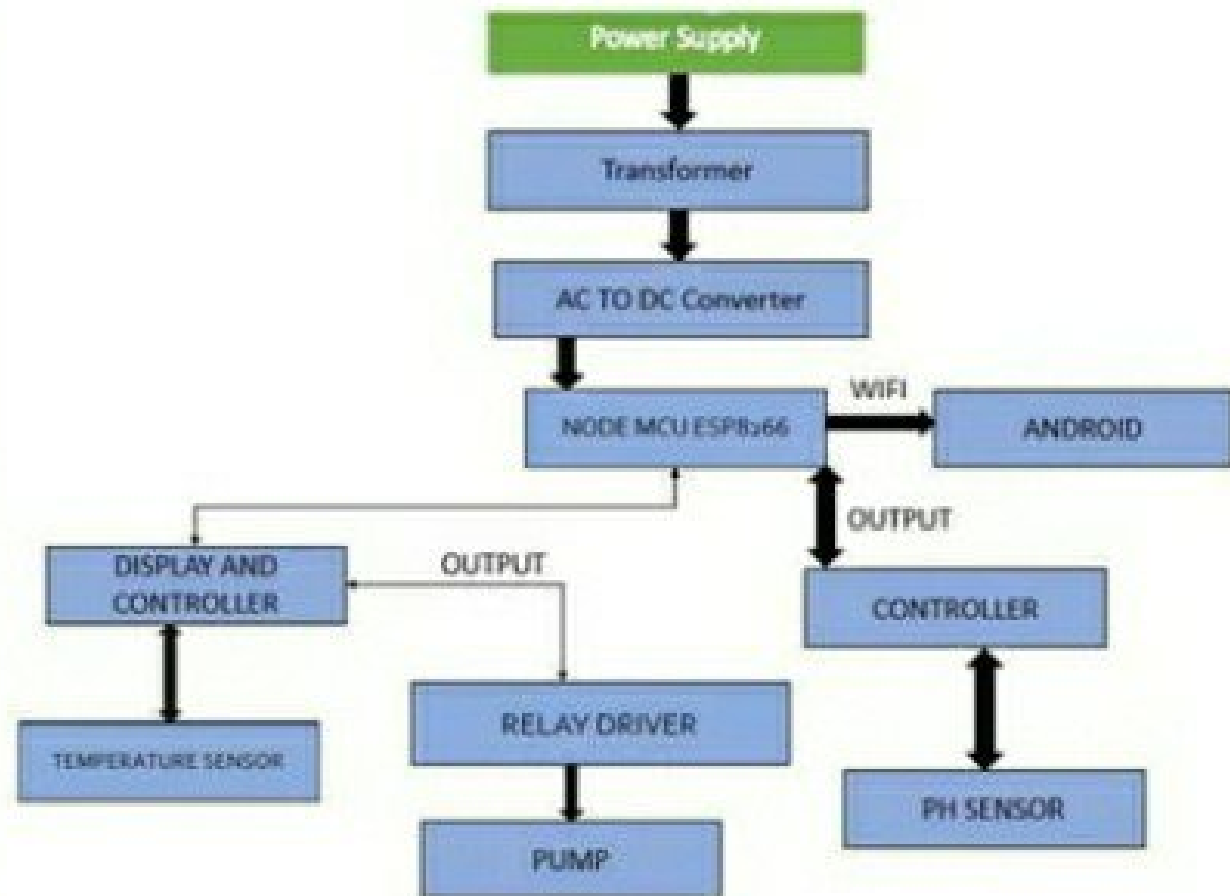 Power Supply
Transformer
AC TO DC Converter
NODE MCU ESP8266
WIFI
ANDROID
OUTPUT
DISPLAY AND
CONTROLLER
OUTPUT
CONTROLLER
RELAY DRIVER
TEMPERATURE SENSOR
PH SENSOR
PUMP